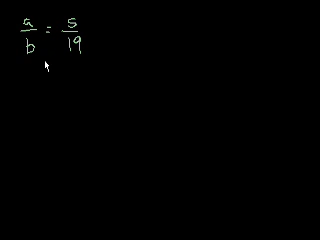 a/b = 5/19